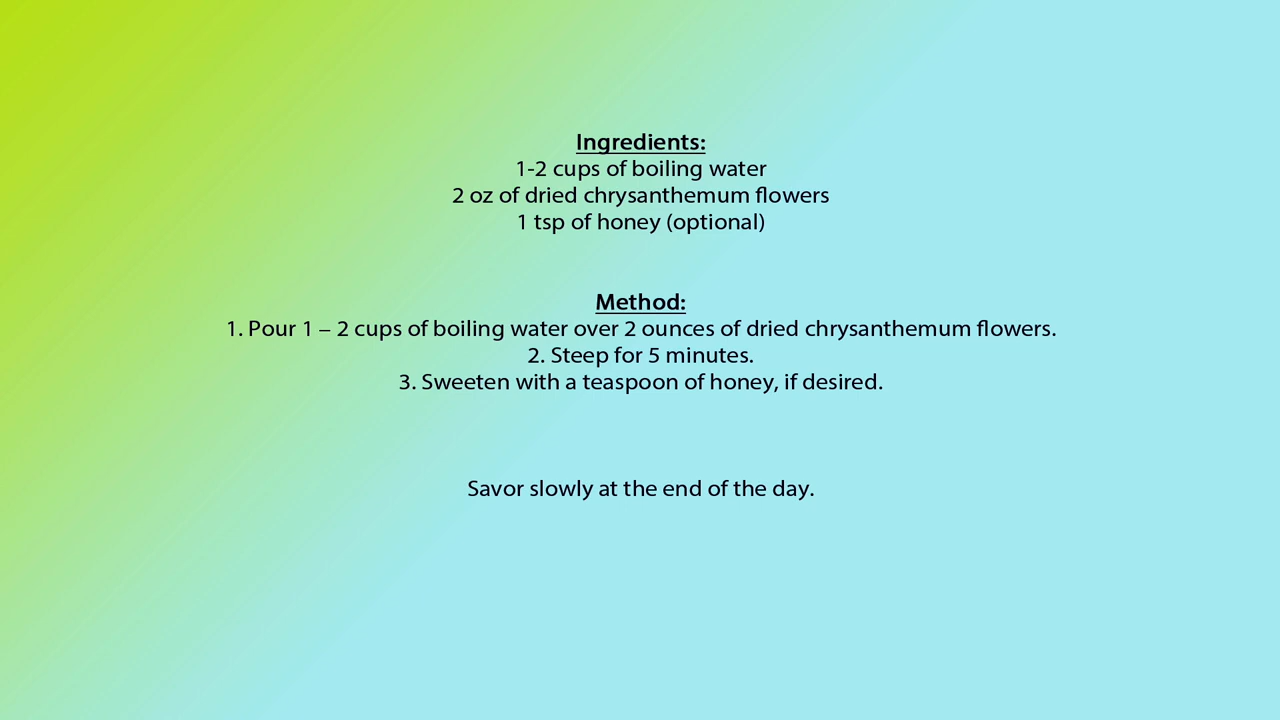 Ingredients:
1-2 cups of boiling water
2 oz of dried chrysanthemum flowers
1 tsp of honey (optional)
Method:
1. Pour 1 – 2 cups of boiling water over 2 ounces of dried chrysanthemum flowers.
2. Steep for 5 minutes.
3. Sweeten with a teaspoon of honey, if desired.
Savor slowly at the end of the day.